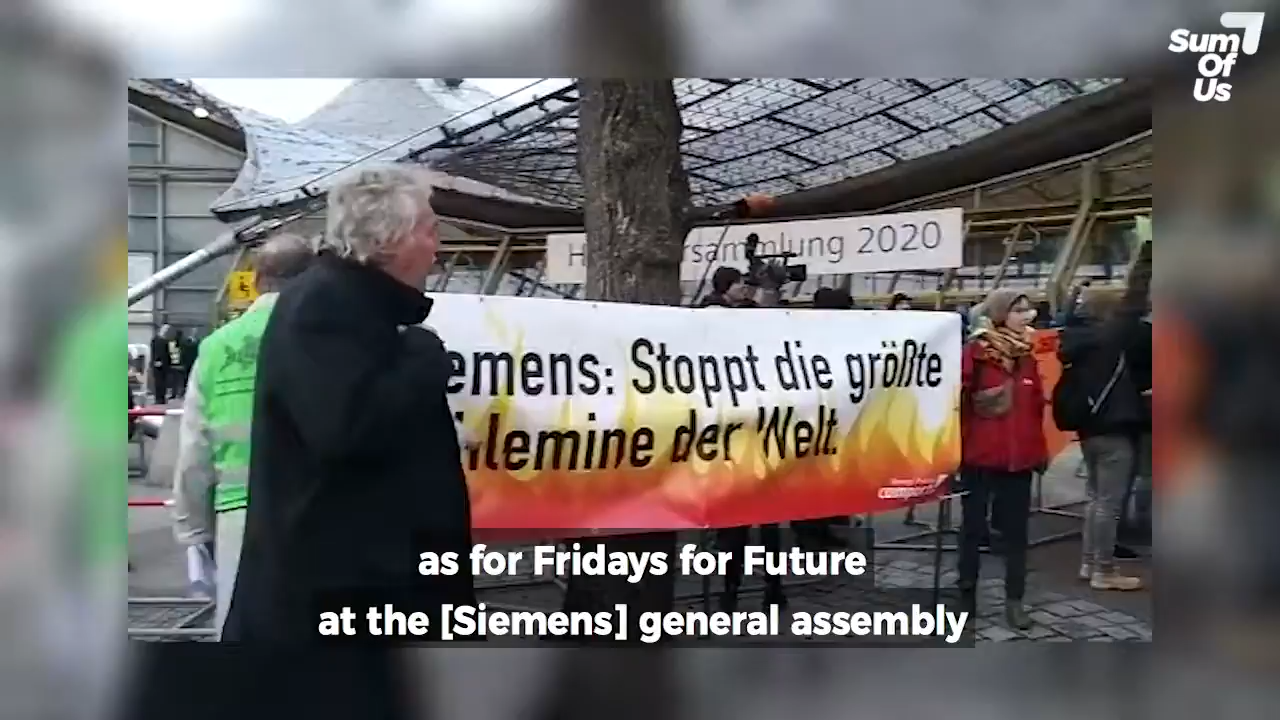 Sum
Of
Us
sammlung 2020
emens: Stoppt die größte
lemine der Welt.
as for Fridays for Future
at the [Siemens] general assembly